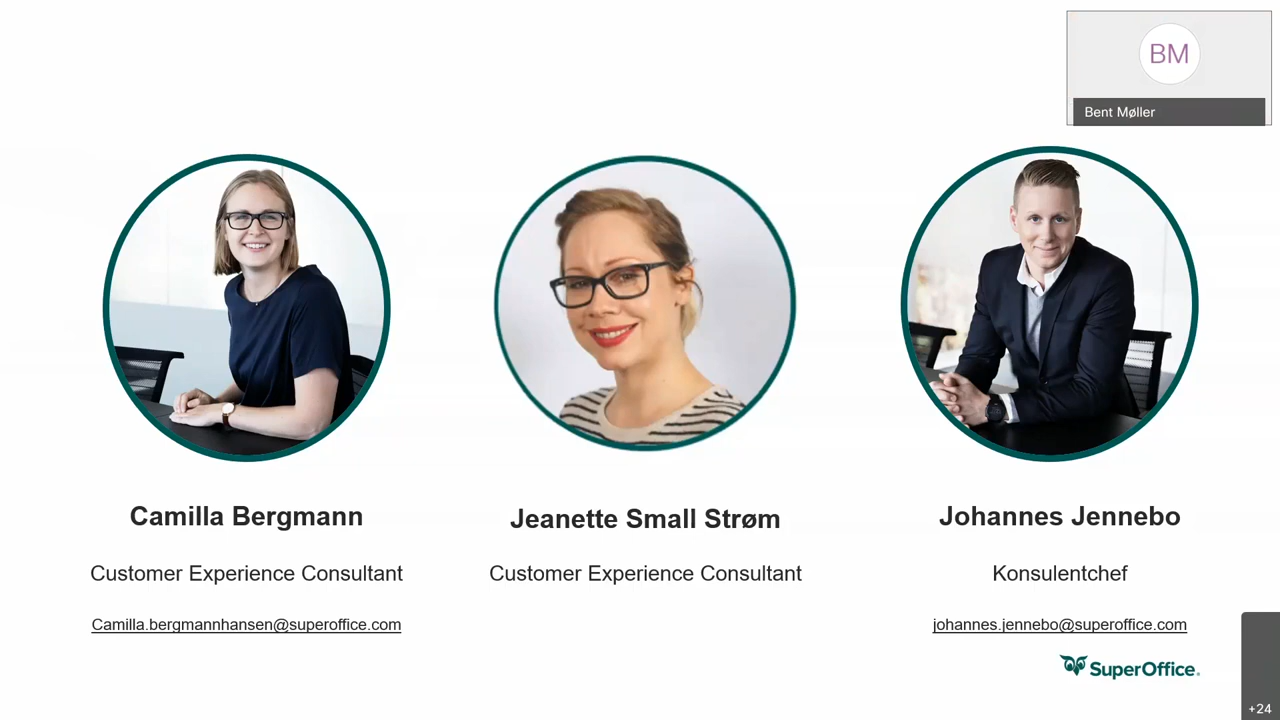 BM
Bent Møller
Camilla Bergmann
Jeanette Small Strøm
Johannes Jennebo
Customer Experience Consultant
Customer Experience Consultant
Konsulentchef
Camilla.bergmannhansen@superoffice.com
johannes.jennebo@superoffice.com
SuperOffice.
+24